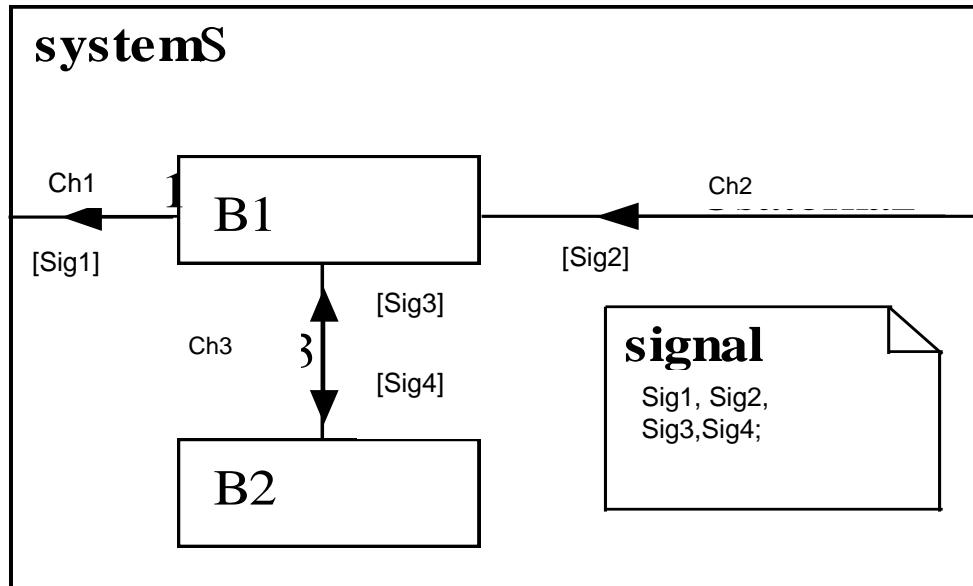 systemS
Ch1
B1
Ch2
[Sig1]
[Sig2]
[Sig3]
Ch3
[Sig4]
signal
Sig1, Sig2,
Sig3,Sig4;
B2